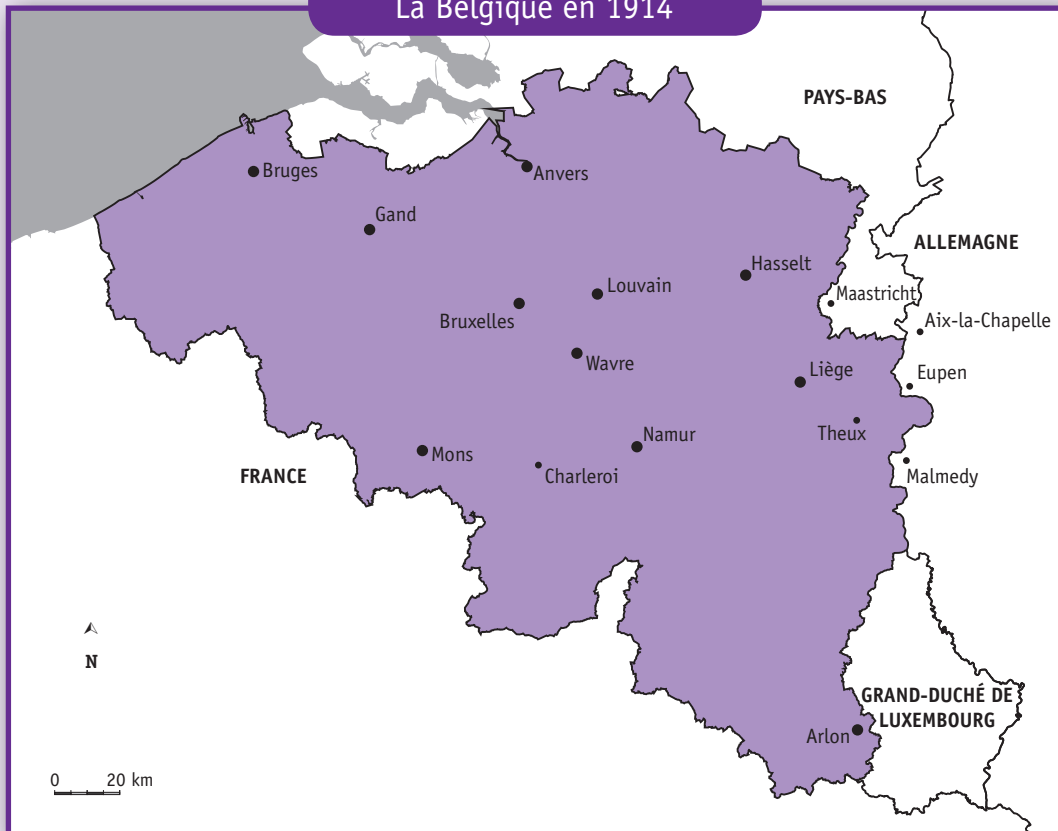 La Belgique en 1914
PAYS-BAS
Bruges
Anvers
Gand
ALLEMAGNE
Hasselt
Louvain
Maastricht
Bruxelles
Aix-la-Chapelle
Wavre
Liège
Eupen
Theux
Namur
Mons
FRANCE
Charleroi
Malmedy
N
GRAND-DUCHÉ DE
LUXEMBOURG
Arlon
0 20 km